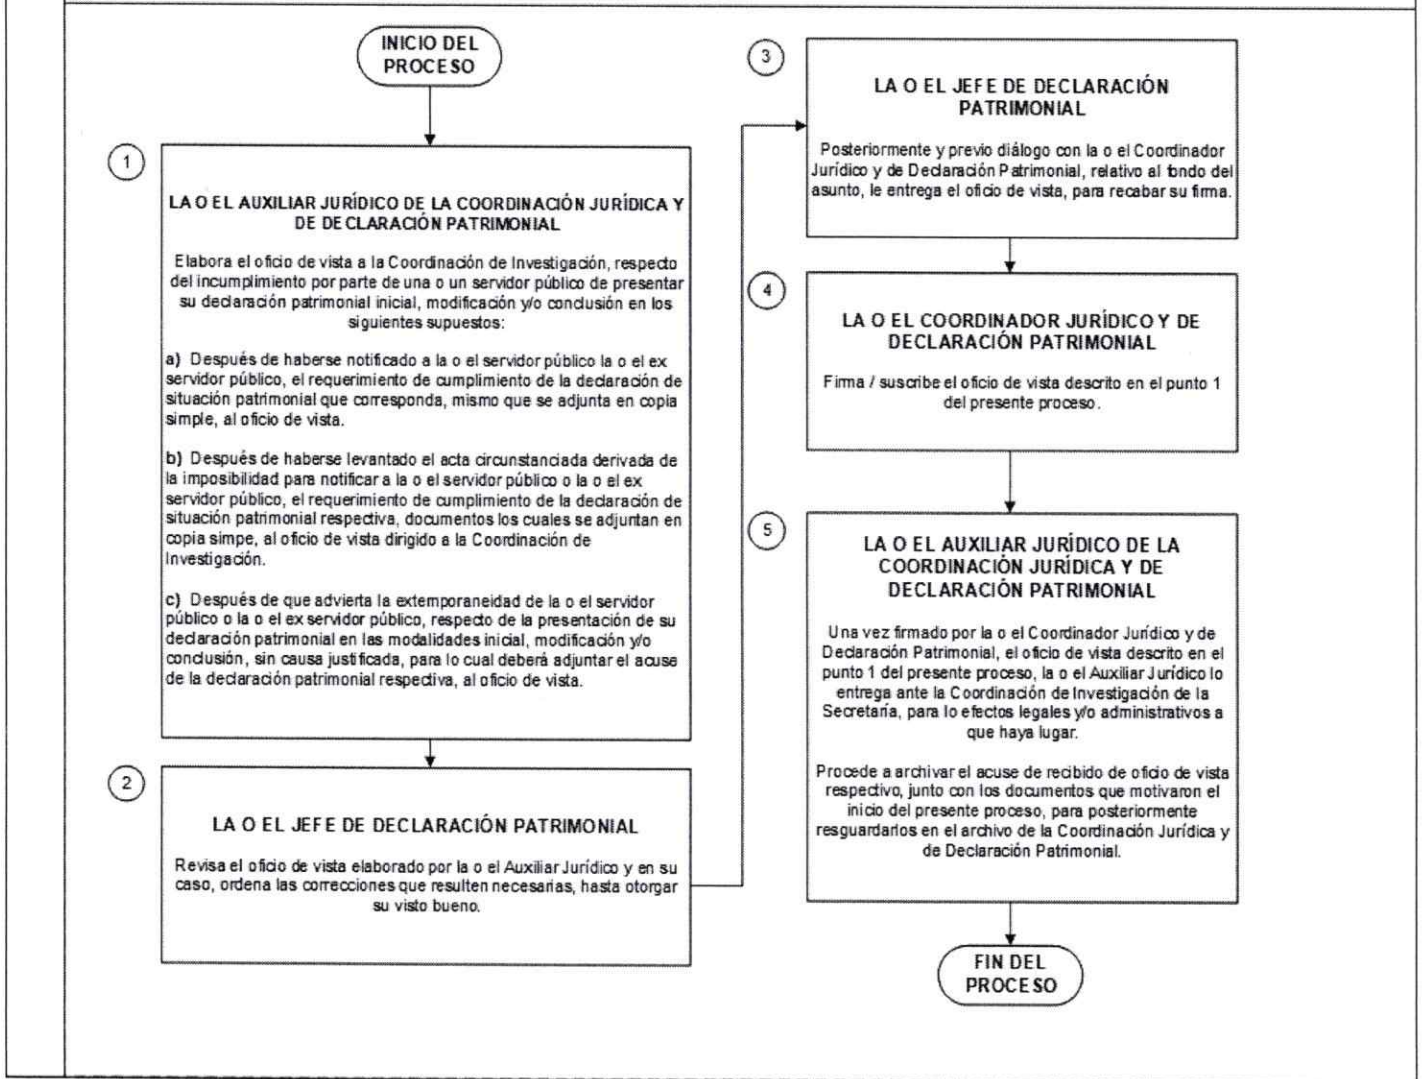 INICIO DEL
PROCESO
1
LA O EL AUXILIAR JURÍDICO DE LA COORDINACIÓN JURÍDICA Y
DE DECLARACIÓN PATRIMONIAL
Elabora el oficio de vista a la Coordinación de Investigación, respecto
del incumplimiento por parte de una o un servidor público de presentar
su declaración patrimonial inicial, modificación y/o conclusión en los
siguientes supuestos:
a) Después de haberse notificado a la o el servidor público la o el ex
servidor público, el requerimiento de cumplimiento de la declaración de
situación patrimonial que corresponda, mismo que se adjunta en copia
simple, al oficio de vista.
b) Después de haberse levantado el acta circunstanciada derivada de
la imposibilidad para notificar a la o el servidor público o la o el ex
servidor público, el requerimiento de cumplimiento de la declaración de
situación patrimonial respectiva, documentos los cuales se adjuntan en
copia simpe, al oficio de vista dirigido a la Coordinación de
Investigación.
c) Después de que advierta la extemporaneidad de la o el servidor
público o la o el ex servidor público, respecto de la presentación de su
declaración patrimonial en las modalidades inicial, modificación y/o
conclusión, sin causa justificada, para lo cual deberá adjuntar el acuse
de la declaración patrimonial respectiva, al oficio de vista.
2
LA O EL JEFE DE DECLARACIÓN PATRIMONIAL
Revisa el oficio de vista elaborado por la o el Auxiliar Jurídico y en su
caso, ordena las correcciones que resulten necesarias, hasta otorgar
su visto bueno.
3
LA O EL JEFE DE DECLARACIÓN
PATRIMONIAL
Posteriormente y previo diálogo con la o el Coordinador
Jurídico y de Declaración Patrimonial, relativo al fondo del
asunto, le entrega el oficio de vista, para recabar su firma.
4
LA O EL COORDINADOR JURÍDICO Y DE
DECLARACIÓN PATRIMONIAL
Firma / suscribe el oficio de vista descrito en el punto 1
del presente proceso.
5
LA O EL AUXILIAR JURÍDICO DE LA
COORDINACIÓN JURÍDICA Y DE
DECLARACIÓN PATRIMONIAL
Una vez firmado por la o el Coordinador Jurídico y de
Declaración Patrimonial, el oficio de vista descrito en el
punto 1 del presente proceso, la o el Auxiliar Jurídico lo
entrega ante la Coordinación de Investigación de la
Secretaría, para lo efectos legales y/o administrativos a
que haya lugar.
Procede a archivar el acuse de recibido de oficio de vista
respectivo, junto con los documentos que motivaron el
inicio del presente proceso, para posteriormente
resguardarlos en el archivo de la Coordinación Jurídica y
de Declaración Patrimonial.
FIN DEL
PROCESO